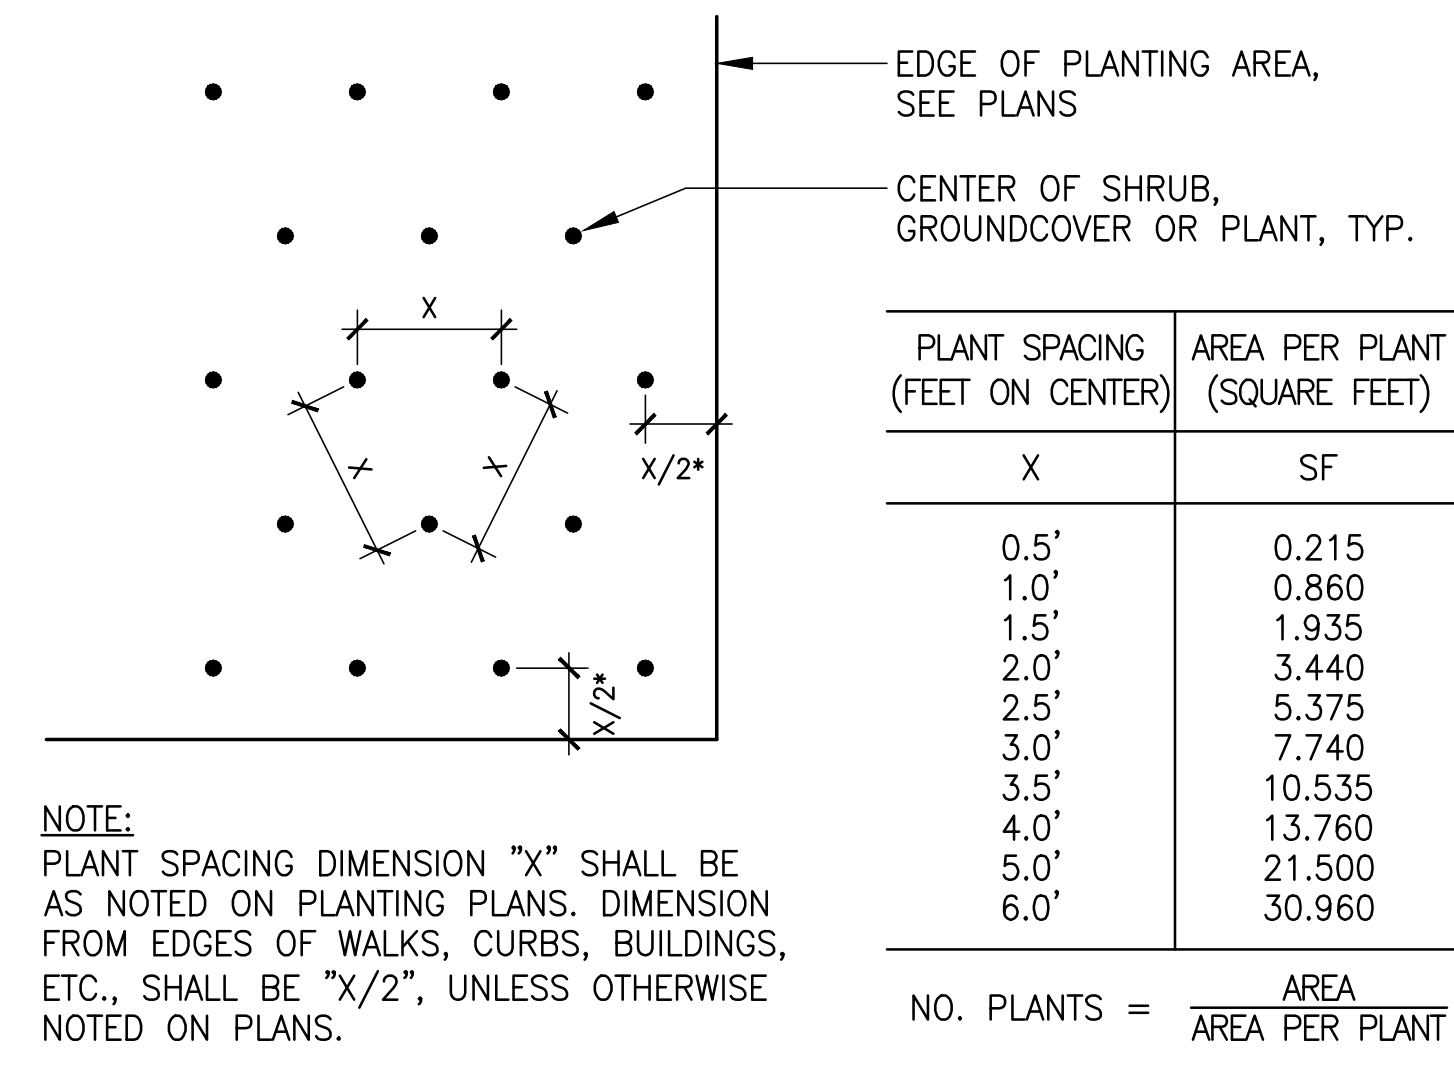 EDGE OF PLANTING AREA,
SEE PLANS
CENTER OF SHRUB,
GROUNDCOVER OR PLANT, TYP.
X
X
X
X/2*
X/2*
PLANT SPACING
(FEET ON CENTER)
AREA PER PLANT
(SQUARE FEET)
X SF
0.5' 0.215
1.0' 0.860
1.5' 1.935
2.0' 3.440
2.5' 5.375
3.0' 7.740
3.5' 10.535
4.0' 13.760
5.0' 21.500
6.0' 30.960
NO. PLANTS = AREA
AREA PER PLANT
NOTE:
PLANT SPACING DIMENSION "X" SHALL BE
AS NOTED ON PLANTING PLANS. DIMENSION
FROM EDGES OF WALKS, CURBS, BUILDINGS,
ETC., SHALL BE "X/2", UNLESS OTHERWISE
NOTED ON PLANS.